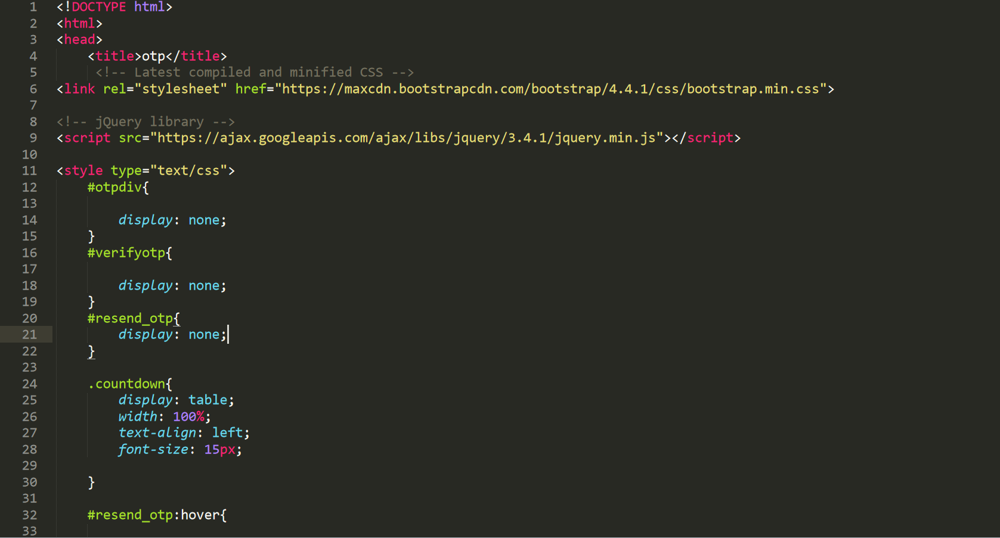 1 <!DOCTYPE html>
2 <html>
3 <head>
4 <title>otp</title>
5 <!-- Latest compiled and minified CSS -->
6 <link rel="stylesheet" href="https://maxcdn.bootstrapcdn.com/bootstrap/4.4.1/css/bootstrap.min.css">
7
8 <!-- jQuery library -->
9 <script src="https://ajax.googleapis.com/ajax/libs/jquery/3.4.1/jquery.min.js"></script>
10
11 <style type="text/css">
12 #otpdiv{
13
14 display: none;
15 }
16 #verifyotp{
17
18 display: none;
19 }
20 #resend_otp{
21 display: none;
22 }
23
24 .countdown{
25 display: table;
26 width: 100%;
27 text-align: left;
28 font-size: 15px;
29
30 }
31
32 #resend_otp:hover{
33